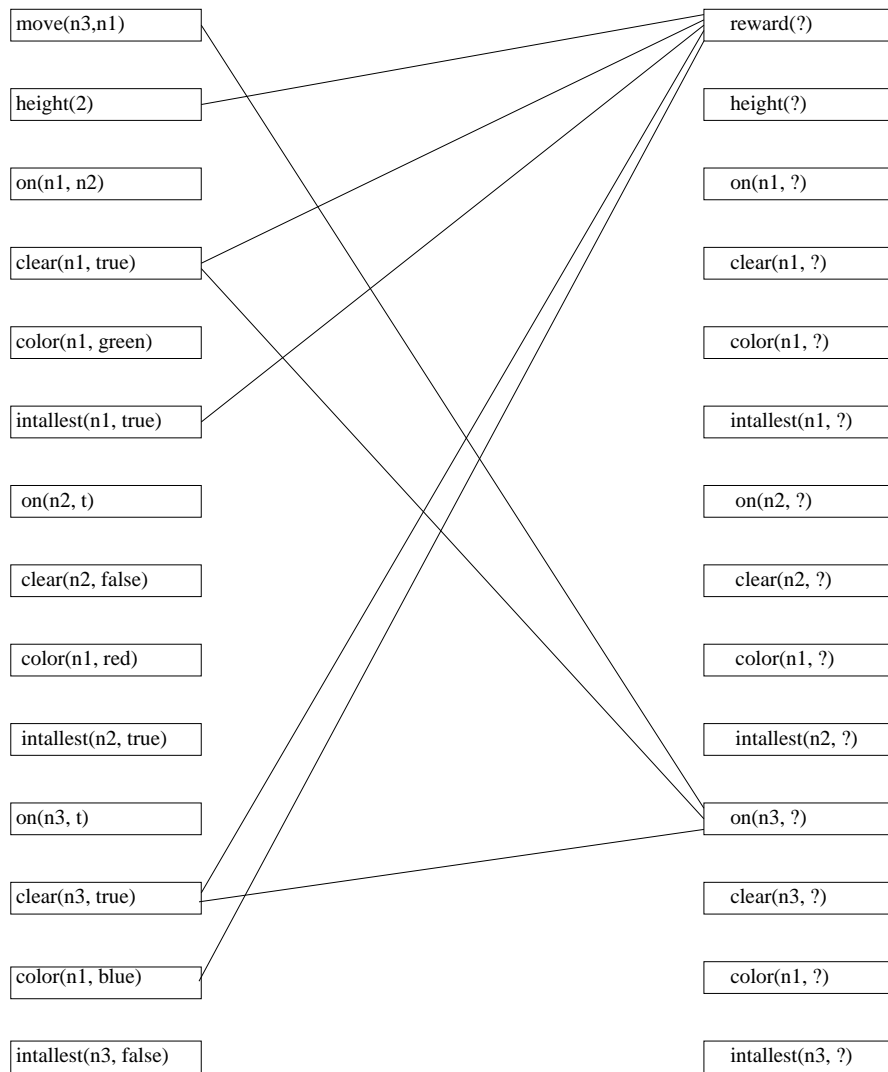 move(n3,n1)
reward(?)
height(2)
height(?)
on(n1, n2)
on(n1, ?)
clear(n1, true)
clear(n1, ?)
color(n1, green)
color(n1, ?)
intallest(n1, true)
intallest(n1, ?)
on(n2, t)
on(n2, ?)
clear(n2, false)
clear(n2, ?)
color(n1, red)
color(n1, ?)
intallest(n2, true)
intallest(n2, ?)
on(n3, t)
on(n3, ?)
clear(n3, true)
clear(n3, ?)
color(n1, blue)
color(n1, ?)
intallest(n3, false)
intallest(n3, ?)